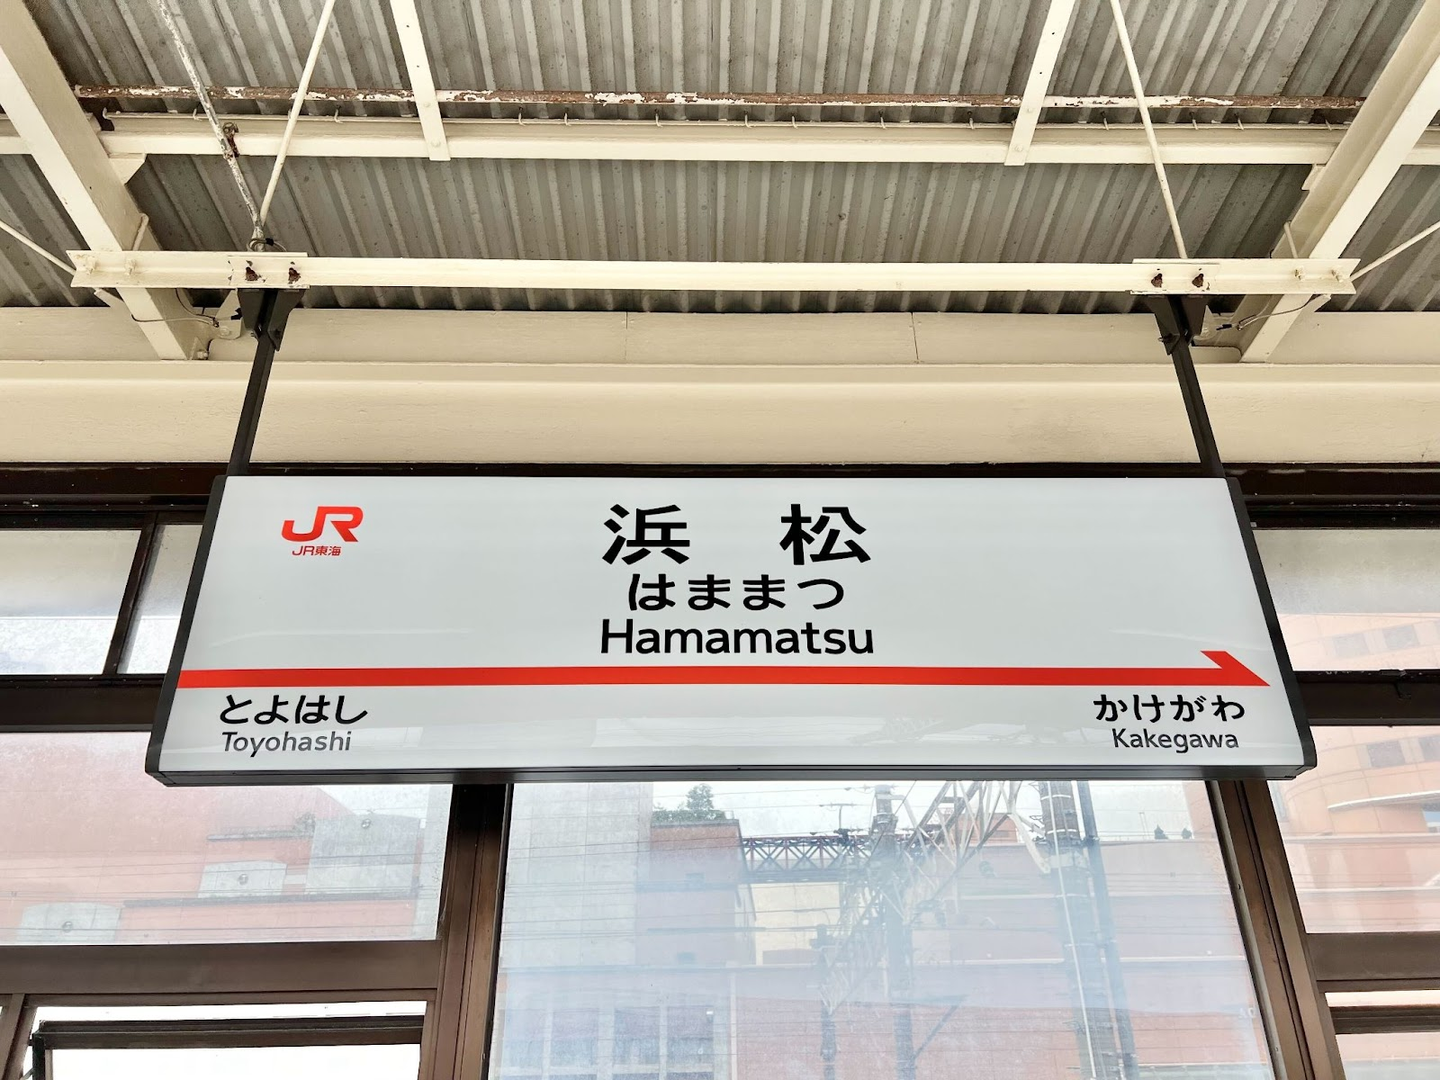 JR
JR東海
浜 松
はままつ
Hamamatsu
とよはし
Toyohashi
かけがわ
Kakegawa